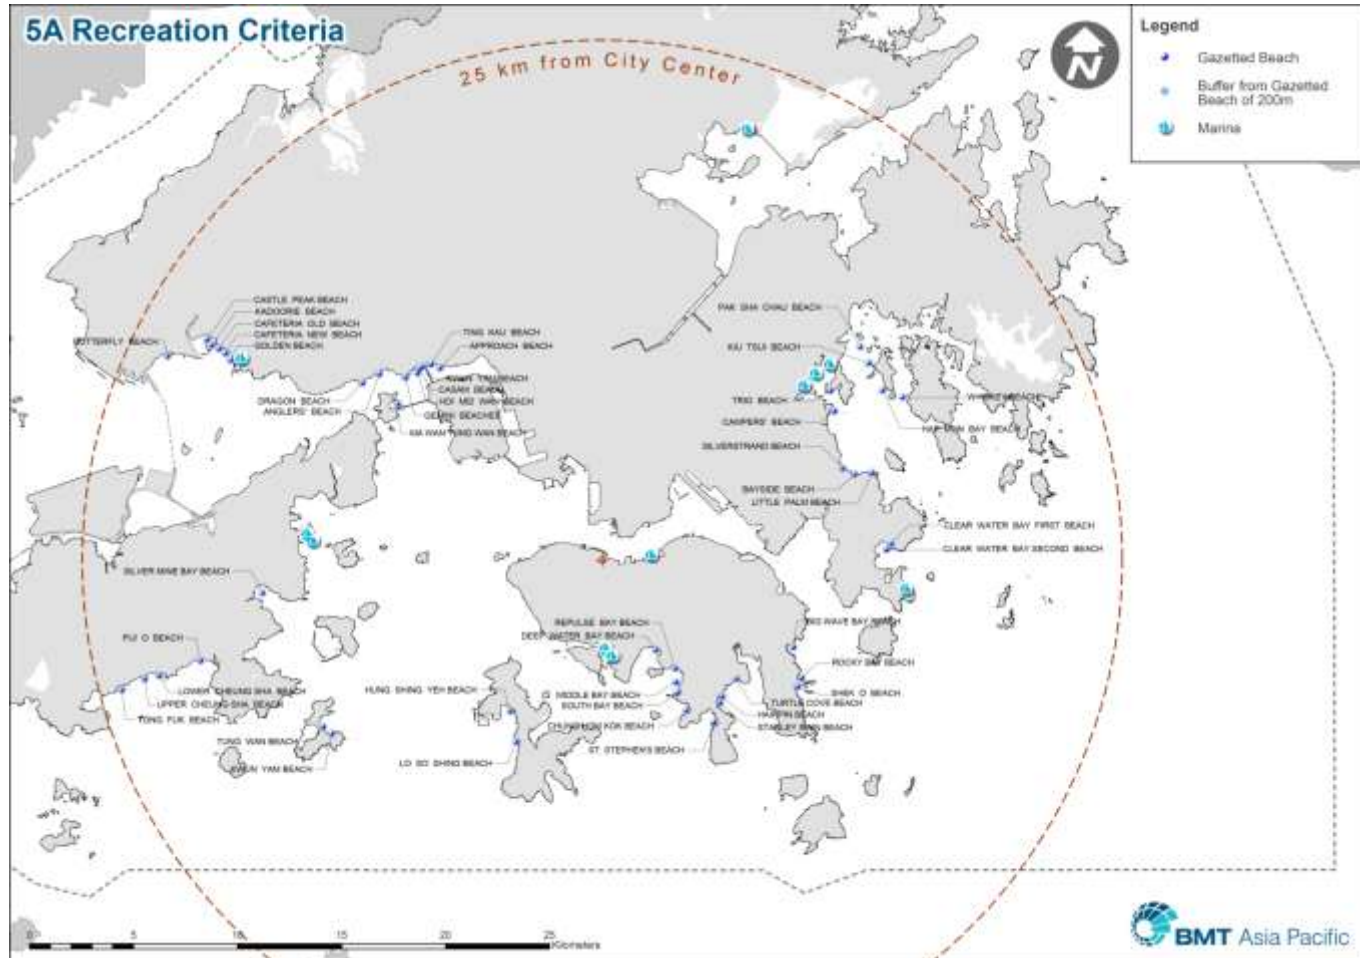 5A Recreation Criteria
25 km from City Center
N
Legend
Gazetted Beach
Buffer from Gazetted
Beach of 200m
Marina
CASTLE PEAK BEACH
KADOORIE BEACH
CAFETERIA OLD BEACH
CAFETERIA NEW BEACH
GOLDEN BEACH
BUTTERFLY BEACH
TING KAU BEACH
APPROACH BEACH
DRAGON BEACH
ANGLERS' BEACH
CASAM BEACH
HOI MEI WAN BEACH
GEMINI BEACHES
MA WAN TUNG WAN BEACH
PAK SHA CHAU BEACH
KIU TSUI BEACH
TRIO BEACH
CAMPERS' BEACH
HAP MUN BAY BEACH
SILVERSTRAND BEACH
BAYSIDE BEACH
LITTLE PALM BEACH
CLEAR WATER BAY FIRST BEACH
CLEAR WATER BAY SECOND BEACH
SILVER MINE BAY BEACH
PUI O BEACH
LOWER CHEUNG SHA BEACH
UPPER CHEUNG SHA BEACH
TONG FUK BEACH
TUNG WAN BEACH
KWUN YAM BEACH
HUNG SHING YEH BEACH
LO SO SHING BEACH
REPULSE BAY BEACH
DEEP WATER BAY BEACH
MIDDLE BAY BEACH
SOUTH BAY BEACH
CHUNG HOM KOK BEACH
ST. STEPHEN'S BEACH
BIG WAVE BAY BEACH
ROCKY BAY BEACH
SHEK O BEACH
TURTLE COVE BEACH
HAIRPIN BEACH
STANLEY MAIN BEACH
0 5 10 15 20 25
Kilometers
BMT Asia Pacific